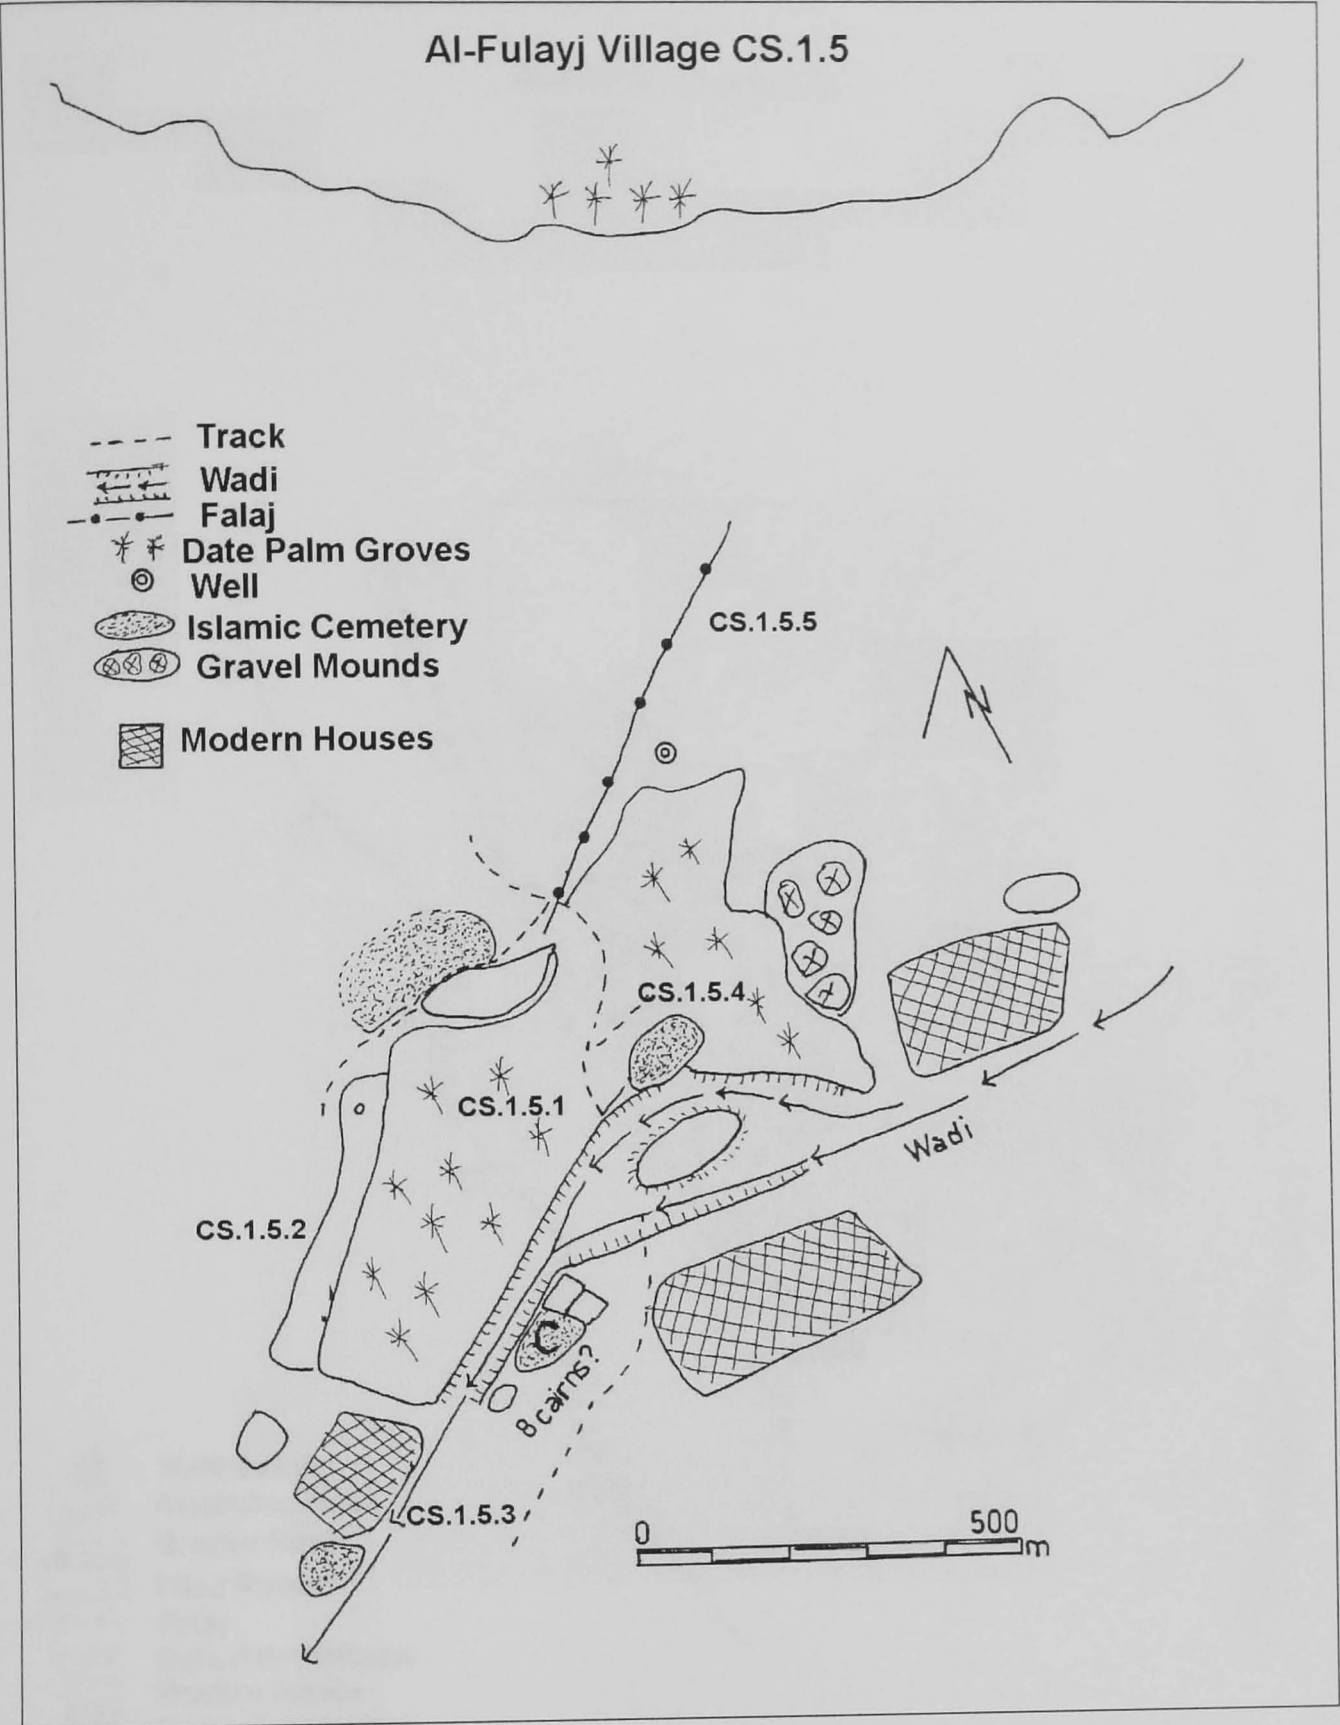 Al-Fulayj Village CS.1.5
Track
Wadi
Falaj
Date Palm Groves
Well
Islamic Cemetery
Gravel Mounds
Modern Houses
CS.1.5.5
N
CS.1.5.4
CS.1.5.1
Wadi
CS.1.5.2
C
8 cairns?
CS.1.5.3
0 500
m